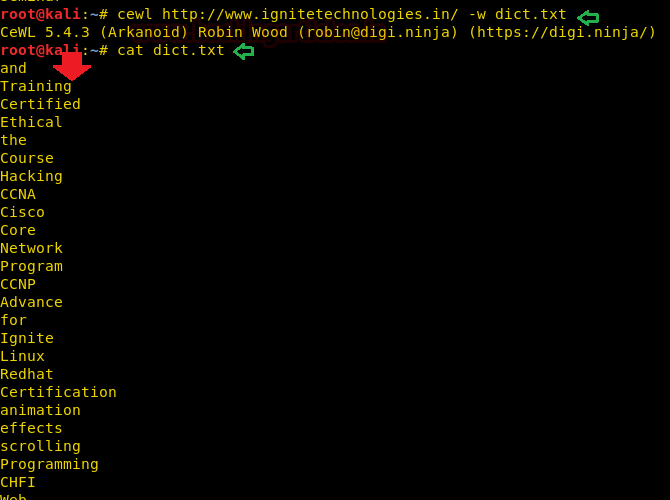 root@kali:~# cewl http://www.ignitetechnologies.in/ -w dict.txt
CeWL 5.4.3 (Arkanoid) Robin Wood (robin@digi.ninja) (https://digi.ninja/)
root@kali:~# cat dict.txt
and
Training
Certified
Ethical
the
Course
Hacking
CCNA
Cisco
Core
Network
Program
CCNP
Advance
for
Ignite
Linux
Redhat
Certification
animation
effects
scrolling
Programming
CHFI
Web